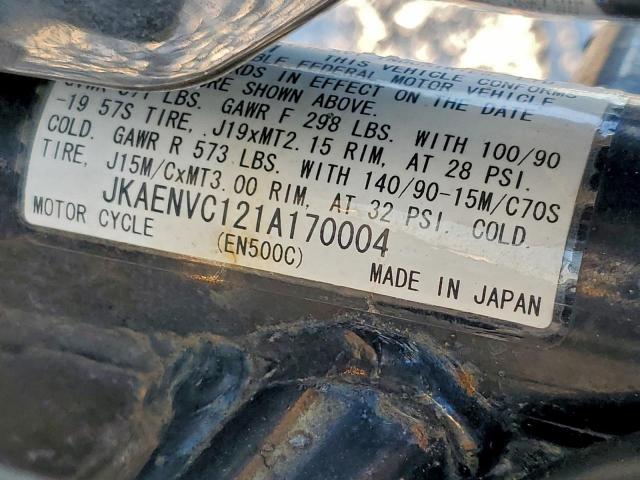 THIS VEHICLE CONFORMS
FEDERAL MOTOR VEHICLE
IN EFFECT ON THE DATE
SHOWN ABOVE.
LBS. GAWR F 298 LBS. WITH 100/90
-19 57S TIRE, J19xMT2.15 RIM, AT 28 PSI.
COLD. GAWR R 573 LBS. WITH 140/90-15M/C70S
TIRE, J15M/CxMT3.00 RIM, AT 32 PSI. COLD.
JKAENVC121A170004
MOTOR CYCLE
(EN500C)
MADE IN JAPAN